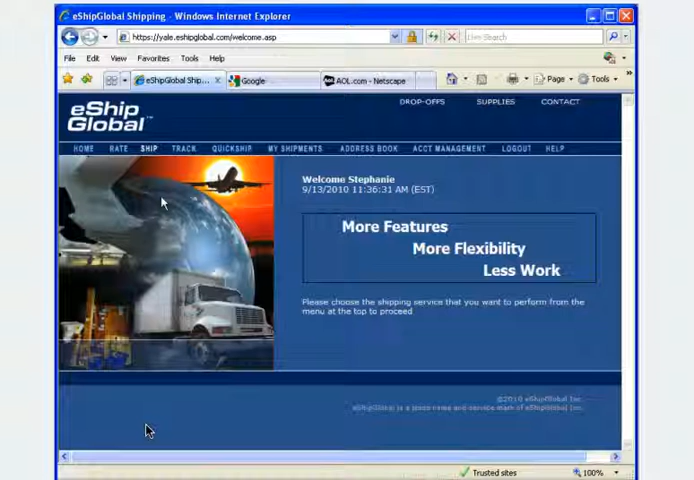 eShipGlobal Shipping - Windows Internet Explorer
https://yale.eshipglobal.com/welcome.asp
Live Search
File Edit View Favorites Tools Help
eShipGlobal Ship... Google AOL.com - Netscape Page Tools
DROP-OFFS SUPPLIES CONTACT
eShip
Global™
HOME RATE SHIP TRACK QUICKSHIP MY SHIPMENTS ADDRESS BOOK ACCT MANAGEMENT LOGOUT HELP
Welcome Stephanie
9/13/2010 11:36:31 AM (EST)
More Features
More Flexibility
Less Work
Please choose the shipping service that you want to perform from the
menu at the top to proceed
©2010 eShipGlobal Inc.
eShipGlobal is a trade name and service mark of eShipGlobal Inc.
Trusted sites 100%